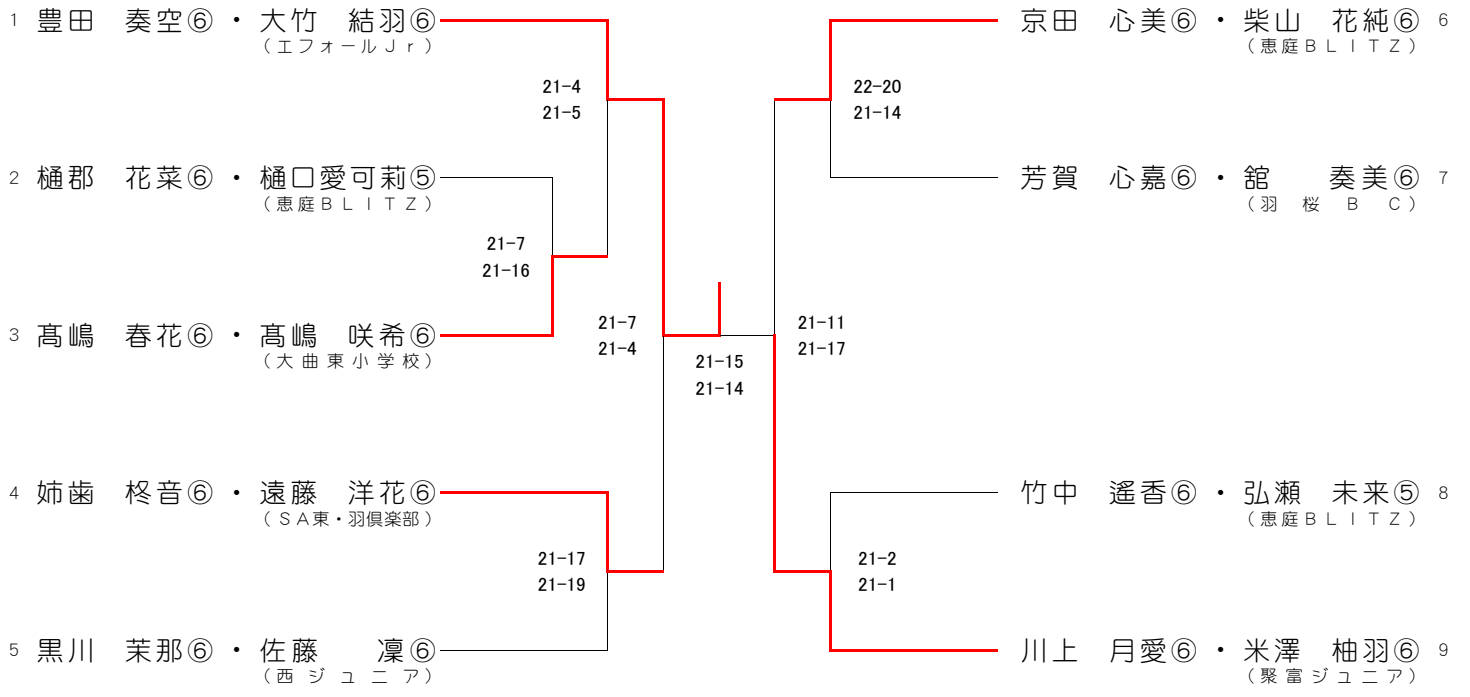 1 豊田 奏空⑥ ・ 大竹 結羽⑥
(エフォールJr)
京田 心美⑥ ・ 柴山 花純⑥ 6
(恵庭BLITZ)
21-4
21-5
22-20
21-14
2 樋郡 花菜⑥ ・ 樋口愛可莉⑤
(恵庭BLITZ)
芳賀 心嘉⑥ ・ 舘 奏美⑥ 7
(羽桜BC)
21-7
21-16
3 髙嶋 春花⑥ ・ 髙嶋 咲希⑥
(大曲東小学校)
21-7
21-4
21-15
21-14
21-11
21-17
4 姉歯 柊音⑥ ・ 遠藤 洋花⑥
(SA東・羽倶楽部)
竹中 遙香⑥ ・ 弘瀬 未来⑤ 8
(恵庭BLITZ)
21-17
21-19
21-2
21-1
5 黒川 茉那⑥ ・ 佐藤 凜⑥
(西ジュニア)
川上 月愛⑥ ・ 米澤 柚羽⑥ 9
(聚富ジュニア)